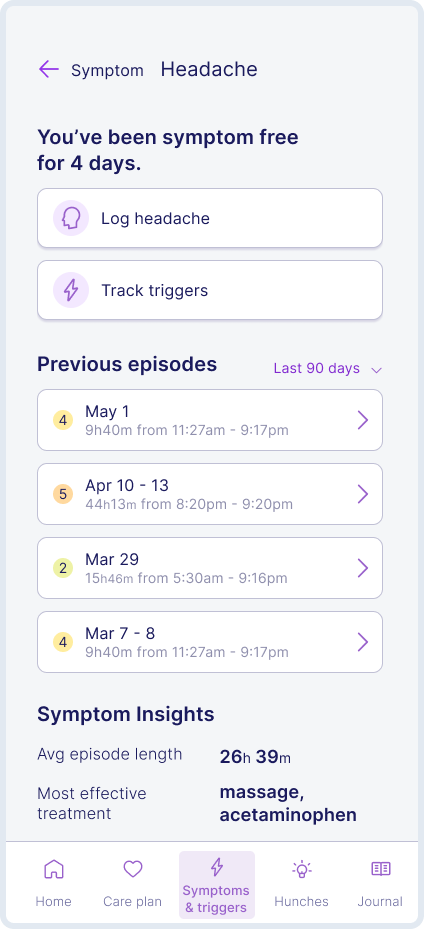 Symptom Headache
You’ve been symptom free
for 4 days.
Log headache
Track triggers
Previous episodes
Last 90 days
4
May 1
9h40m from 11:27am - 9:17pm
5
Apr 10 - 13
44h13m from 8:20pm - 9:20pm
2
Mar 29
15h46m from 5:30am - 9:16pm
4
Mar 7 - 8
9h40m from 11:27am - 9:17pm
Symptom Insights
Avg episode length
26h 39m
Most effective
treatment
massage,
acetaminophen
Home
Care plan
Symptoms
& triggers
Hunches
Journal